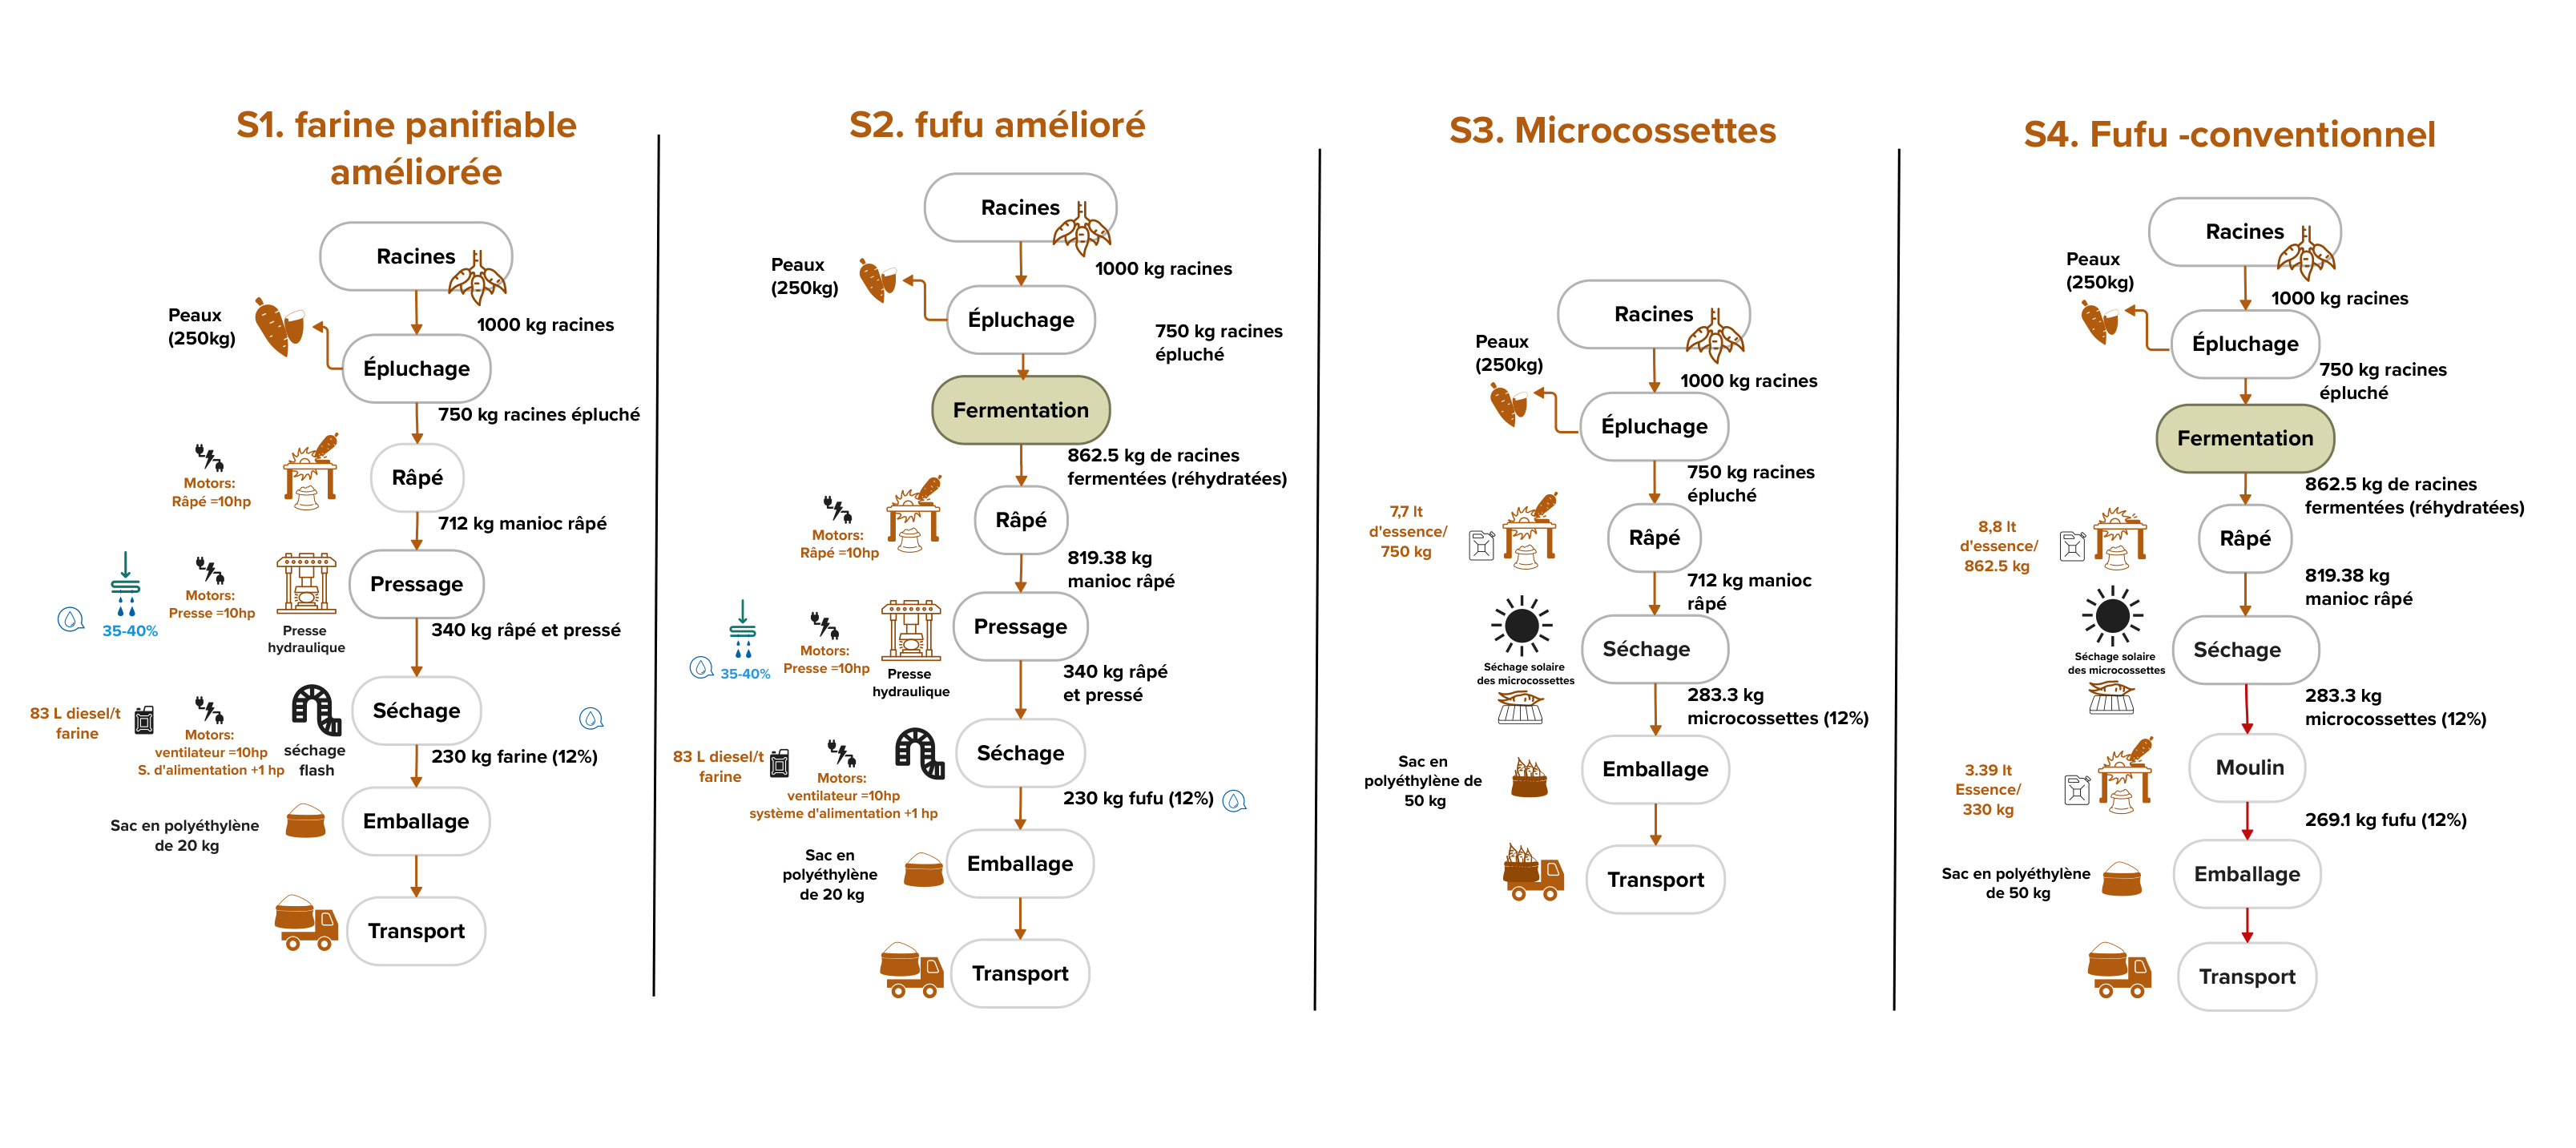 S1. farine panifiable
améliorée
Racines
1000 kg racines
Peaux
(250kg)
Épluchage
750 kg racines épluché
Motors:
Râpé =10hp
Râpé
712 kg manioc râpé
35-40%
Motors:
Presse =10hp
Presse
hydraulique
Pressage
340 kg râpé et pressé
83 L diesel/t
farine
Motors:
ventilateur =10hp
S. d'alimentation +1 hp
séchage
flash
Séchage
230 kg farine (12%)
Sac en polyéthylène
de 20 kg
Emballage
Transport
S2. fufu amélioré
Racines
1000 kg racines
Peaux
(250kg)
Épluchage
750 kg racines
épluché
Fermentation
862.5 kg de racines
fermentées (réhydratées)
Motors:
Râpé =10hp
Râpé
819.38 kg
manioc râpé
35-40%
Motors:
Presse =10hp
Presse
hydraulique
Pressage
340 kg râpé
et pressé
83 L diesel/t
farine
Motors:
ventilateur =10hp
système d'alimentation +1 hp
Séchage
230 kg fufu (12%)
Sac en
polyéthylène
de 20 kg
Emballage
Transport
S3. Microcossettes
Racines
1000 kg racines
Peaux
(250kg)
Épluchage
750 kg racines
épluché
7,7 lt
d'essence/
750 kg
Râpé
712 kg manioc
râpé
Séchage solaire
des microcossettes
Séchage
283.3 kg
microcossettes (12%)
Sac en
polyéthylène de
50 kg
Emballage
Transport
S4. Fufu -conventionnel
Racines
1000 kg racines
Peaux
(250kg)
Épluchage
750 kg racines
épluché
Fermentation
862.5 kg de racines
fermentées (réhydratées)
8,8 lt
d'essence/
862.5 kg
Râpé
819.38 kg
manioc râpé
Séchage solaire
des microcossettes
Séchage
283.3 kg
microcossettes (12%)
3.39 lt
Essence/
330 kg
Moulin
269.1 kg fufu (12%)
Sac en polyéthylène
de 50 kg
Emballage
Transport